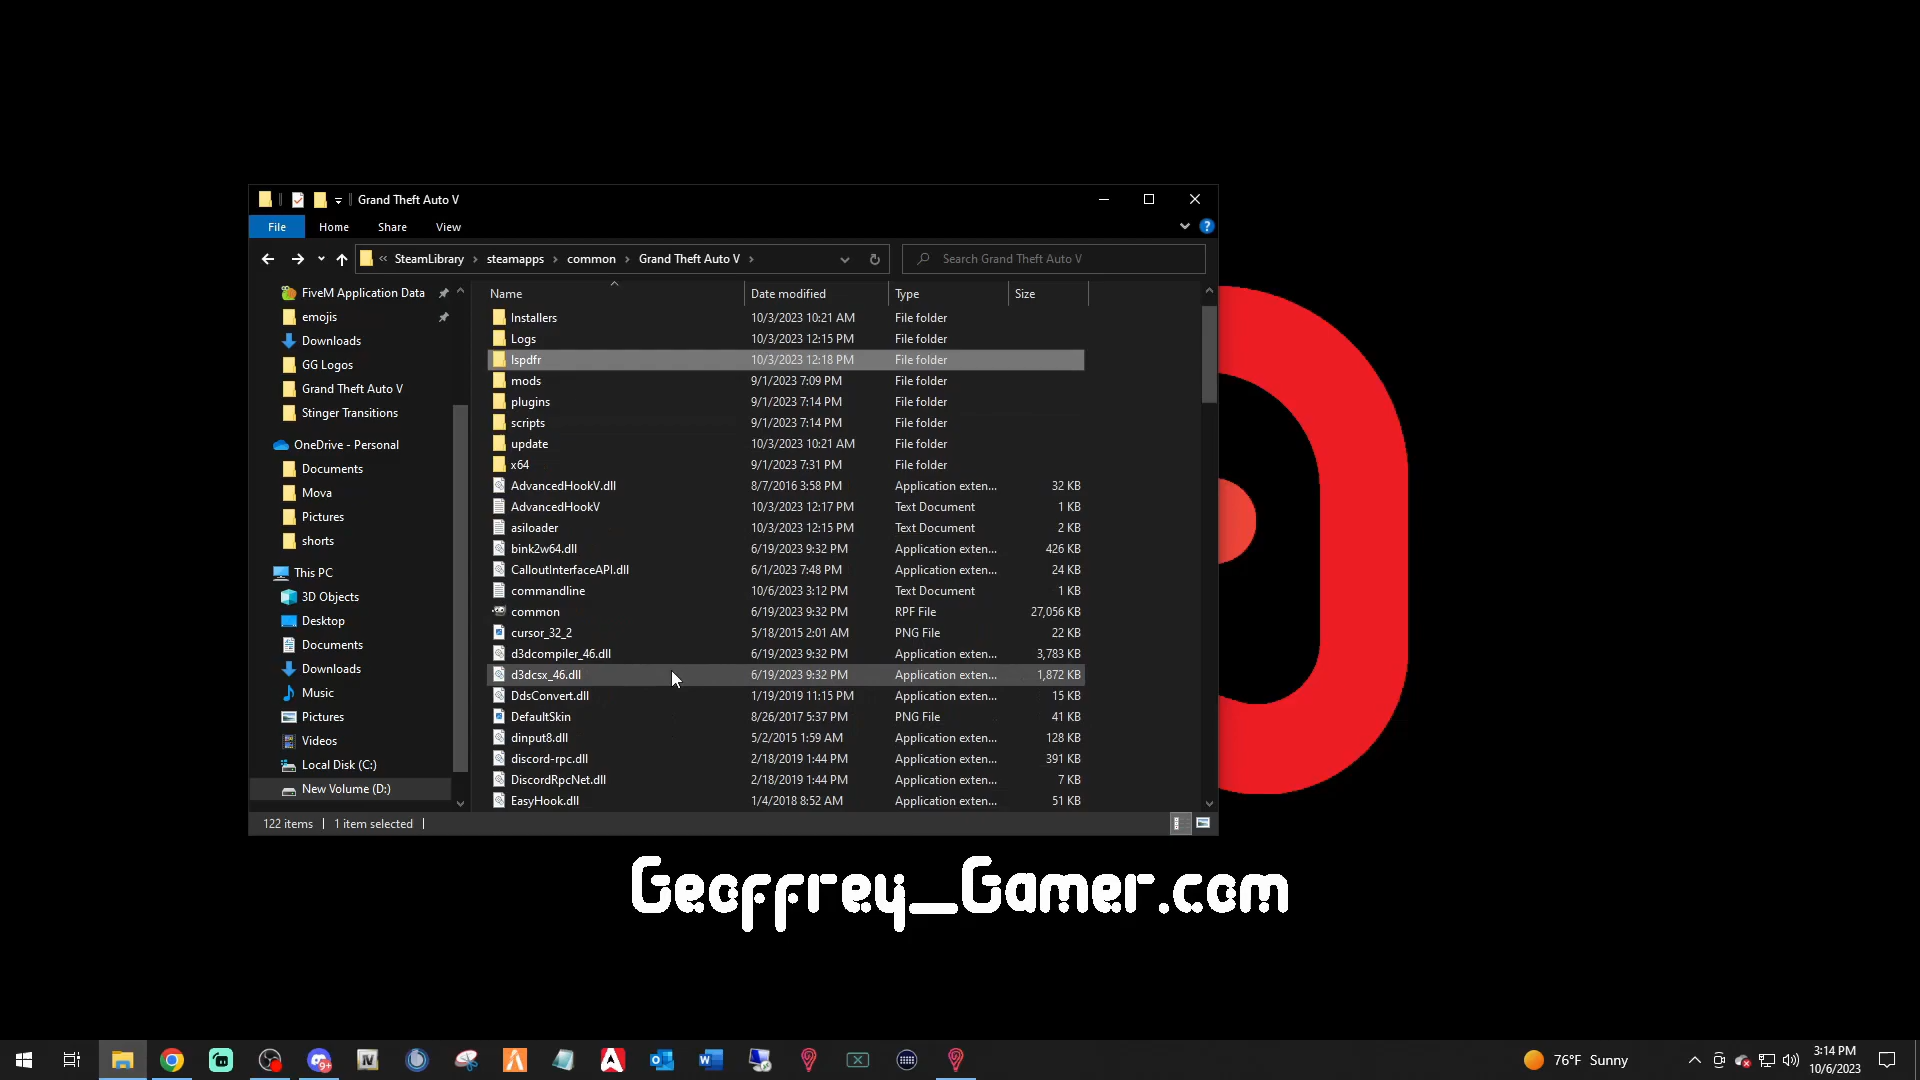 Grand Theft Auto V
File Home Share View
SteamLibrary steamapps common Grand Theft Auto V
Search Grand Theft Auto V
FiveM Application Data
emojis
Downloads
GG Logos
Grand Theft Auto V
Stinger Transitions
OneDrive - Personal
Documents
Mova
Pictures
shorts
This PC
3D Objects
Desktop
Documents
Downloads
Music
Pictures
Videos
Local Disk (C:)
New Volume (D:)
Name Date modified Type Size
Installers 10/3/2023 10:21 AM File folder
Logs 10/3/2023 12:15 PM File folder
lspdfr 10/3/2023 12:18 PM File folder
mods 9/1/2023 7:09 PM File folder
plugins 9/1/2023 7:14 PM File folder
scripts 9/1/2023 7:14 PM File folder
update 10/3/2023 10:21 AM File folder
x64 9/1/2023 7:31 PM File folder
AdvancedHookV.dll 8/7/2016 3:58 PM Application exten... 32 KB
AdvancedHookV 10/3/2023 12:17 PM Text Document 1 KB
asiloader 10/3/2023 12:15 PM Text Document 2 KB
bink2w64.dll 6/19/2023 9:32 PM Application exten... 426 KB
CalloutInterfaceAPI.dll 6/1/2023 7:48 PM Application exten... 24 KB
commandline 10/6/2023 3:12 PM Text Document 1 KB
common 6/19/2023 9:32 PM RPF File 27,056 KB
cursor_32_2 5/18/2015 2:01 AM PNG File 22 KB
d3dcompiler_46.dll 6/19/2023 9:32 PM Application exten... 3,783 KB
d3dcsx_46.dll 6/19/2023 9:32 PM Application exten... 1,872 KB
DdsConvert.dll 1/19/2019 11:15 PM Application exten... 15 KB
DefaultSkin 8/26/2017 5:37 PM PNG File 41 KB
dinput8.dll 5/2/2015 1:59 AM Application exten... 128 KB
discord-rpc.dll 2/18/2019 1:44 PM Application exten... 391 KB
DiscordRpcNet.dll 2/18/2019 1:44 PM Application exten... 7 KB
EasyHook.dll 1/4/2018 8:52 AM Application exten... 51 KB
122 items 1 item selected
Geoffrey_Gamer.com
76°F Sunny
3:14 PM
10/6/2023